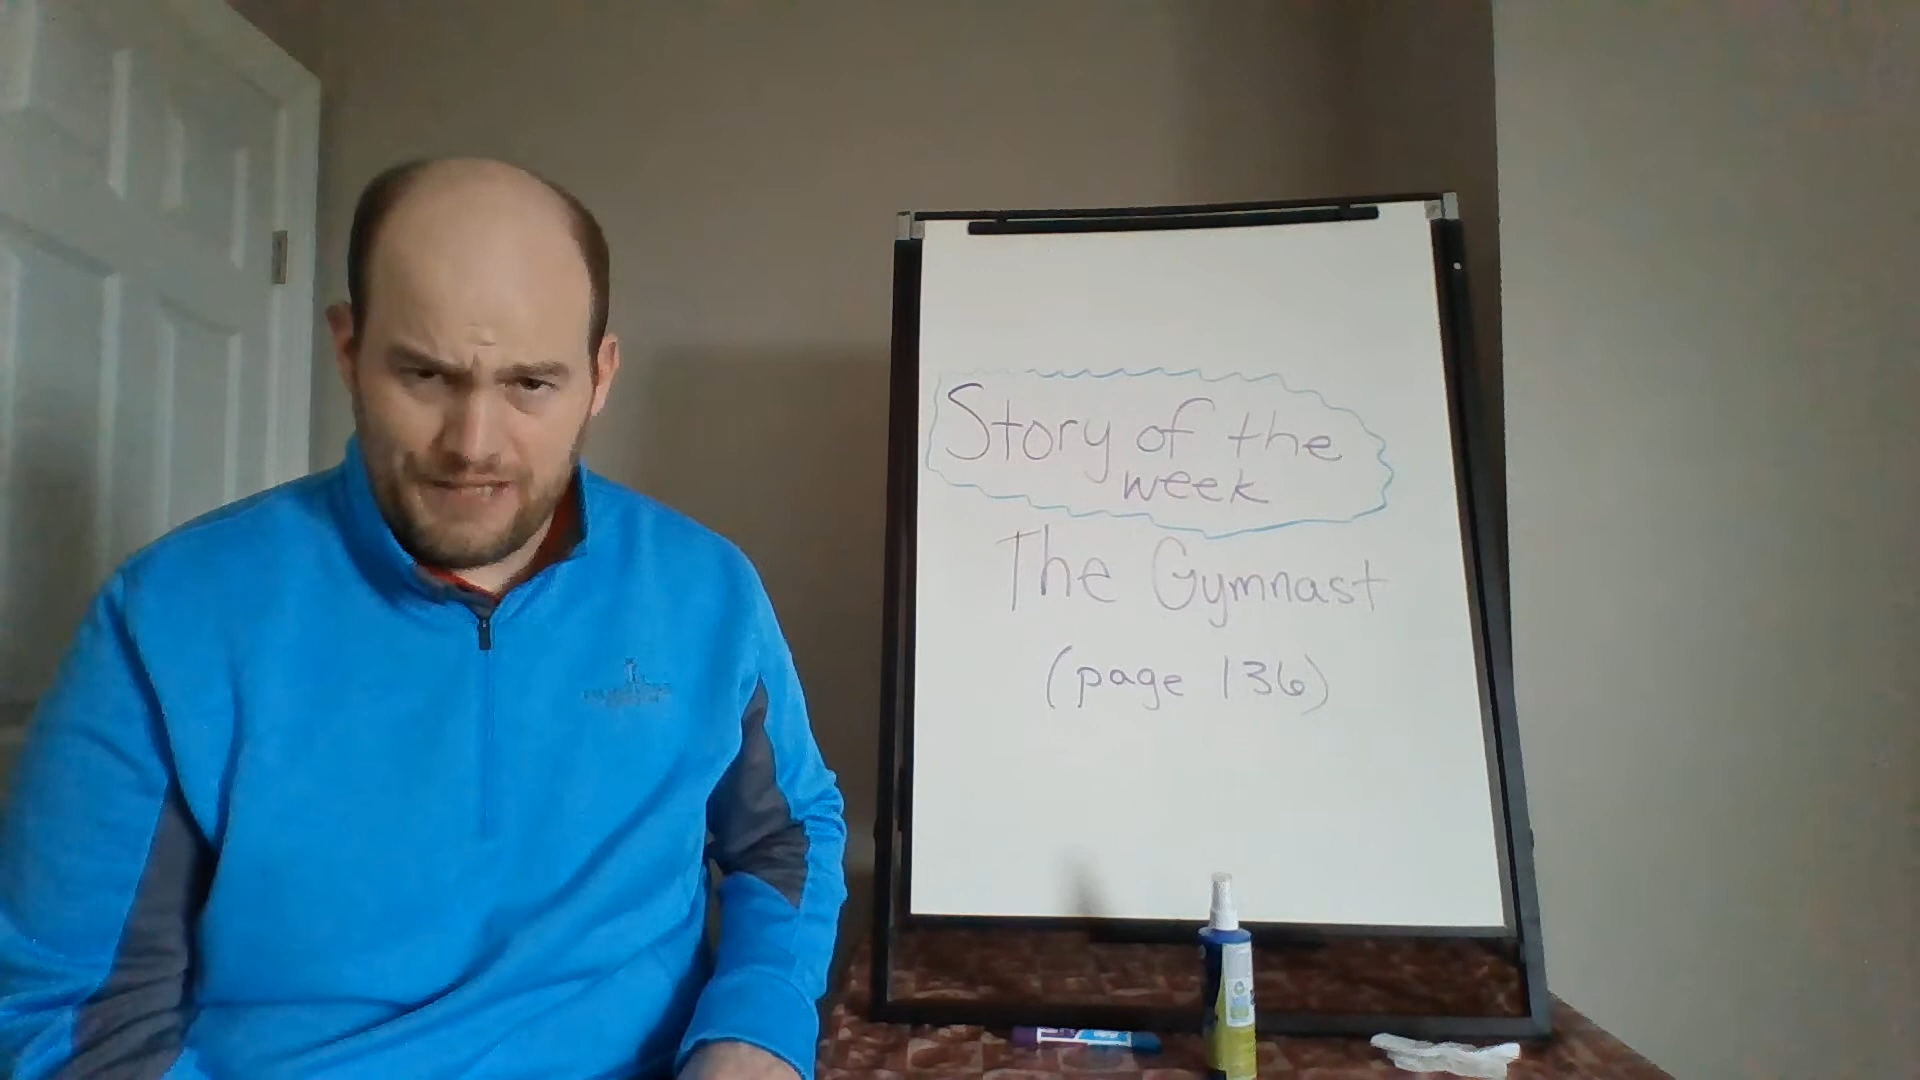 Story of the
week
The Gymnast
(page 136)